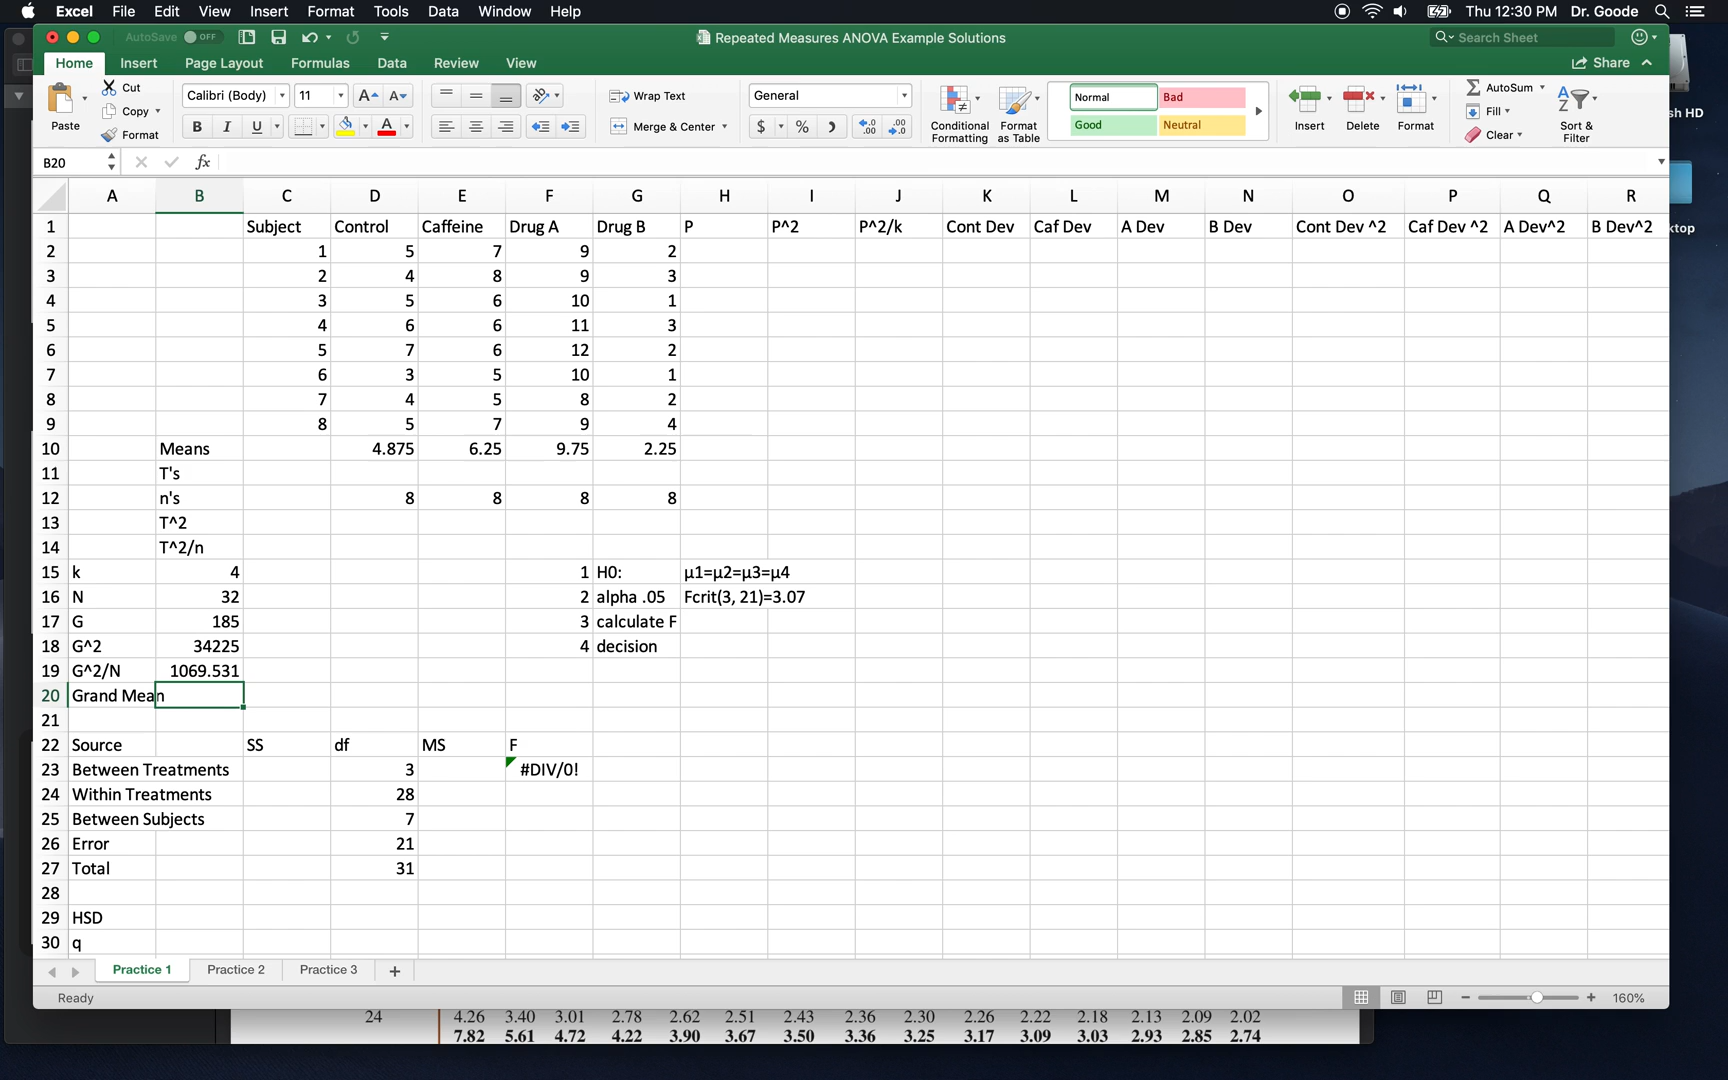 Excel File Edit View Insert Format Tools Data Window Help Thu 12:30 PM Dr. Goode
AutoSave OFF Repeated Measures ANOVA Example Solutions Search Sheet
Home Insert Page Layout Formulas Data Review View Share
Paste Cut Copy Format Calibri (Body) 11 Wrap Text Merge & Center General Conditional Formatting Format as Table Normal Bad Good Neutral Insert Delete Format AutoSum Fill Clear Sort & Filter
sh HD
B20 fx
A B C D E F G H I J K L M N O P Q R
1 Subject Control Caffeine Drug A Drug B P P^2 P^2/k Cont Dev Caf Dev A Dev B Dev Cont Dev ^2 Caf Dev ^2 A Dev^2 B Dev^2
ktop
2 1 5 7 9 2
3 2 4 8 9 3
4 3 5 6 10 1
5 4 6 6 11 3
6 5 7 6 12 2
7 6 3 5 10 1
8 7 4 5 8 2
9 8 5 7 9 4
10 Means 4.875 6.25 9.75 2.25
11 T's
12 n's 8 8 8 8
13 T^2
14 T^2/n
15 k 4 1 H0: µ1=µ2=µ3=µ4
16 N 32 2 alpha .05 Fcrit(3, 21)=3.07
17 G 185 3 calculate F
18 G^2 34225 4 decision
19 G^2/N 1069.531
20 Grand Mean
21
22 Source SS df MS F
23 Between Treatments 3 #DIV/0!
24 Within Treatments 28
25 Between Subjects 7
26 Error 21
27 Total 31
28
29 HSD
30 q
Practice 1 Practice 2 Practice 3 +
Ready 160%
24 4.26 3.40 3.01 2.78 2.62 2.51 2.43 2.36 2.30 2.26 2.22 2.18 2.13 2.09 2.02
7.82 5.61 4.72 4.22 3.90 3.67 3.50 3.36 3.25 3.17 3.09 3.03 2.93 2.85 2.74